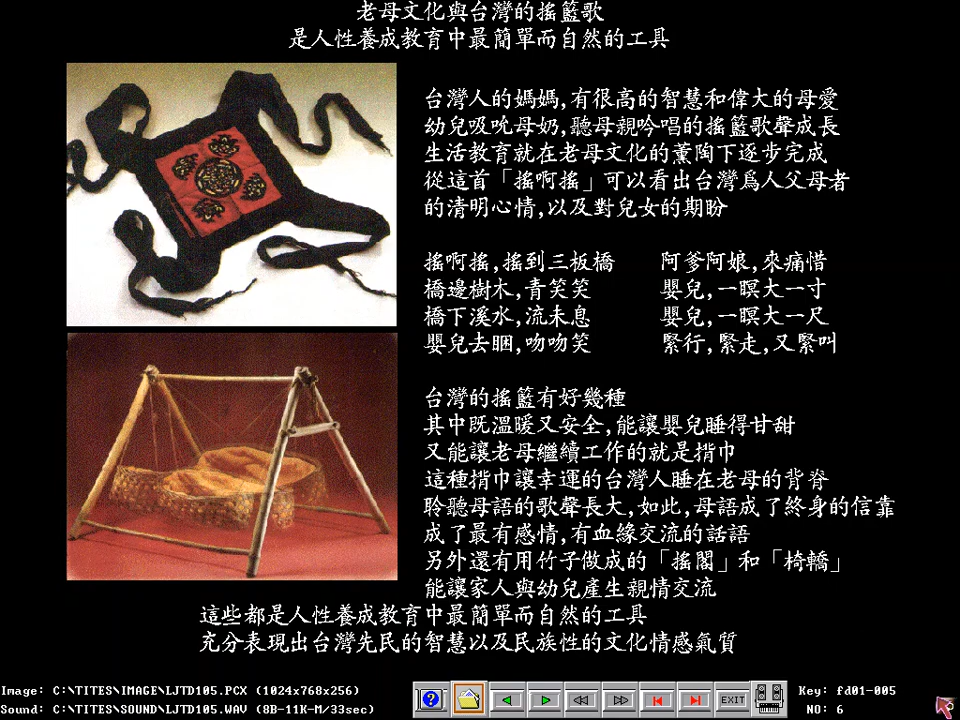 老母文化與台灣的搖籃歌
是人性養成教育中最簡單而自然的工具
台灣人的媽媽,有很高的智慧和偉大的母愛
幼兒吸吮母奶,聽母親吟唱的搖籃歌聲成長
生活教育就在老母文化的薰陶下逐步完成
從這首「搖啊搖」可以看出台灣爲人父母者
的清明心情,以及對兒女的期盼
搖啊搖,搖到三板橋
橋邊樹木,青笑笑
橋下溪水,流未息
嬰兒去睏,吻吻笑
阿爹阿娘,來痛惜
嬰兒,一暝大一寸
嬰兒,一暝大一尺
緊行,緊走,又緊叫
台灣的搖籃有好幾種
其中既溫暖又安全,能讓嬰兒睡得甘甜
又能讓老母繼續工作的就是揹巾
這種揹巾讓幸運的台灣人睡在老母的背脊
聆聽母語的歌聲長大,如此,母語成了終身的信靠
成了最有感情,有血緣交流的話語
另外還有用竹子做成的「搖閣」和「椅轎」
能讓家人與幼兒產生親情交流
這些都是人性養成教育中最簡單而自然的工具
充分表現出台灣先民的智慧以及民族性的文化情感氣質
Image: C:\TITES\IMAGE\LJTD105.PCX (1024x768x256)
Sound: C:\TITES\SOUND\LJTD105.WAV (8B-11K-M/33sec)
EXIT
Key: fd01-005
NO: 6